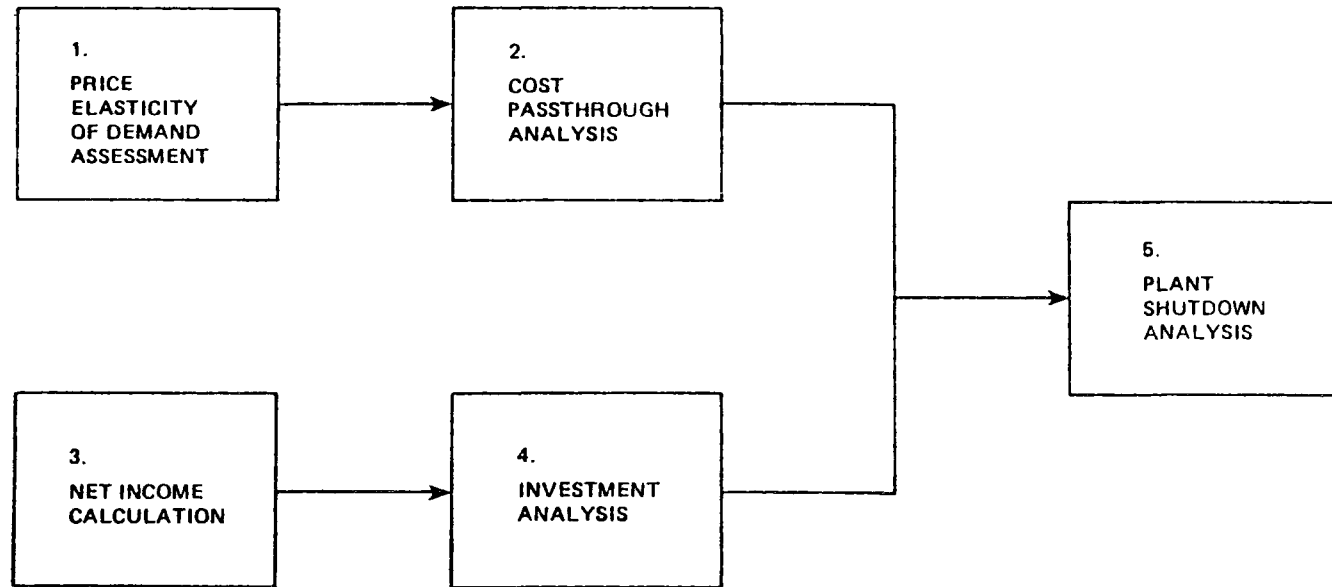 1.
PRICE
ELASTICITY
OF DEMAND
ASSESSMENT
2.
COST
PASSTHROUGH
ANALYSIS
3.
NET INCOME
CALCULATION
4.
INVESTMENT
ANALYSIS
5.
PLANT
SHUTDOWN
ANALYSIS